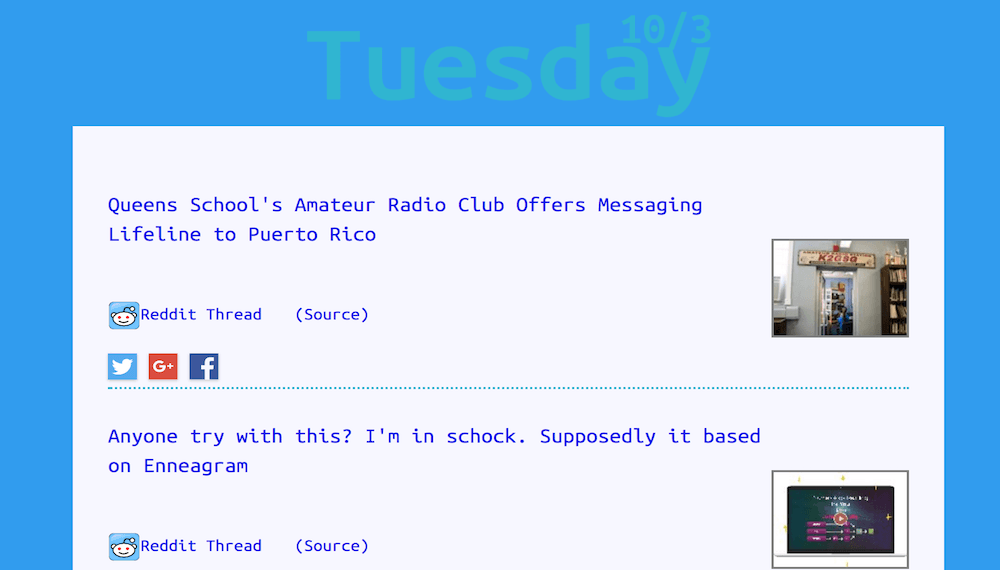 10/3
Tuesday
Queens School's Amateur Radio Club Offers Messaging
Lifeline to Puerto Rico
K2GSG
Reddit Thread (Source)
G+
Anyone try with this? I'm in schock. Supposedly it based
on Enneagram
Reddit Thread (Source)